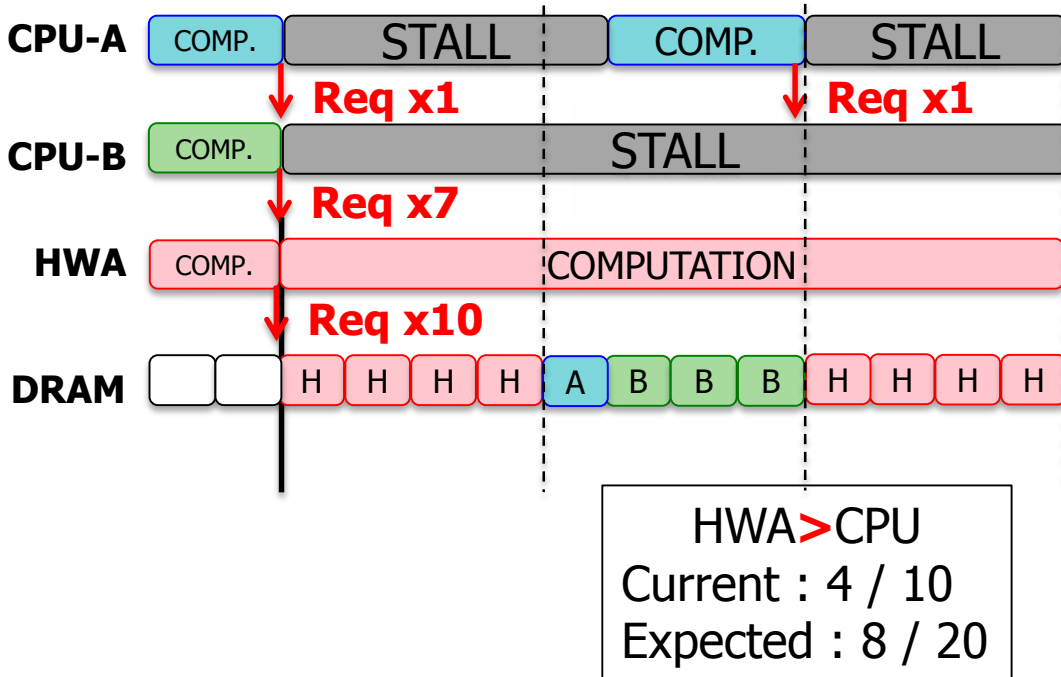 CPU-A COMP. STALL COMP. STALL
Req x1 Req x1
CPU-B COMP. STALL
Req x7
HWA COMP. COMPUTATION
Req x10
DRAM H H H H A B B B H H H H
HWA>CPU
Current : 4 / 10
Expected : 8 / 20